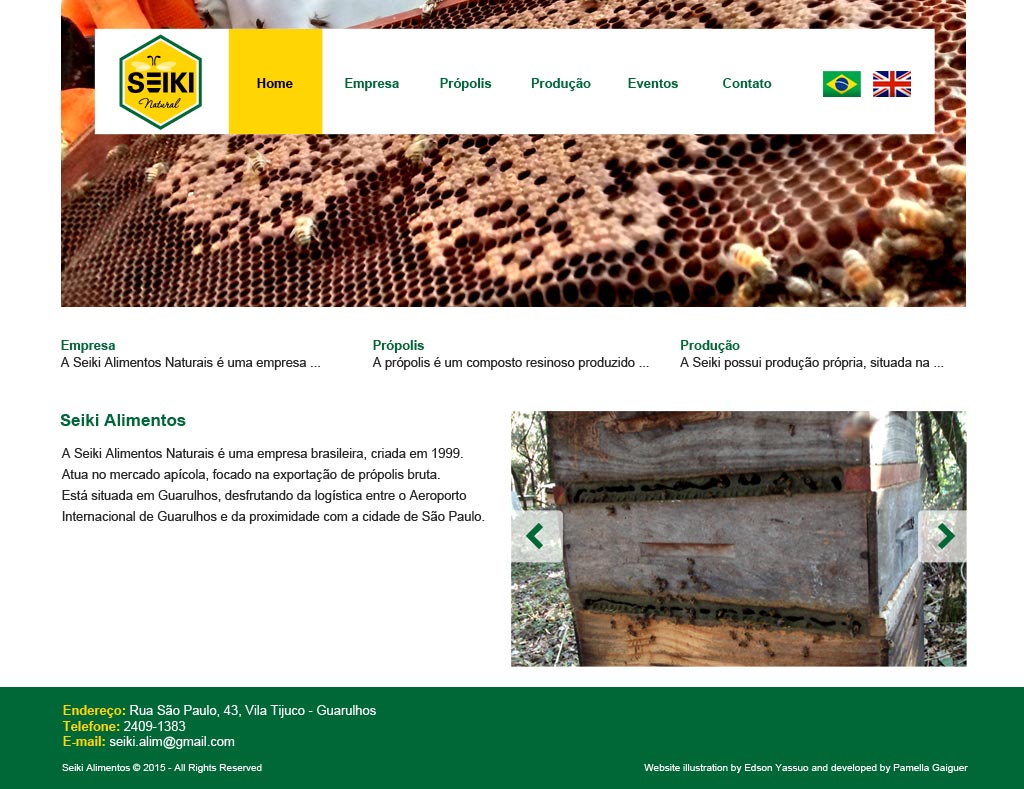 SEIKI
Natural
Home
Empresa
Própolis
Produção
Eventos
Contato
Empresa
A Seiki Alimentos Naturais é uma empresa ...
Própolis
A própolis é um composto resinoso produzido ...
Produção
A Seiki possui produção própria, situada na ...
Seiki Alimentos
A Seiki Alimentos Naturais é uma empresa brasileira, criada em 1999.
Atua no mercado apícola, focado na exportação de própolis bruta.
Está situada em Guarulhos, desfrutando da logística entre o Aeroporto
Internacional de Guarulhos e da proximidade com a cidade de São Paulo.
Endereço: Rua São Paulo, 43, Vila Tijuco - Guarulhos
Telefone: 2409-1383
E-mail: seiki.alim@gmail.com
Seiki Alimentos © 2015 - All Rights Reserved
Website illustration by Edson Yassuo and developed by Pamella Gaiguer